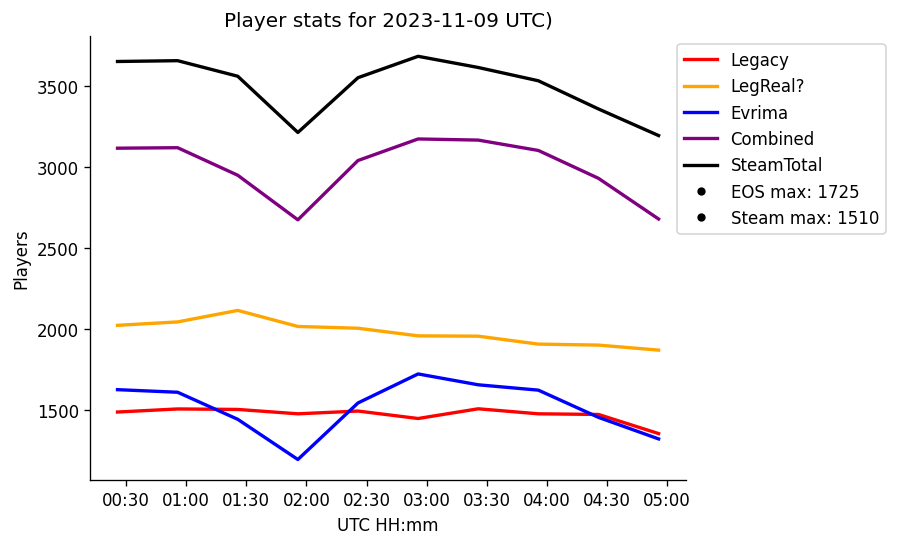 Player stats for 2023-11-09 UTC)
Legacy
LegReal?
Evrima
Combined
SteamTotal
EOS max: 1725
Steam max: 1510
Players
3500
3000
2500
2000
1500
00:30 01:00 01:30 02:00 02:30 03:00 03:30 04:00 04:30 05:00
UTC HH:mm